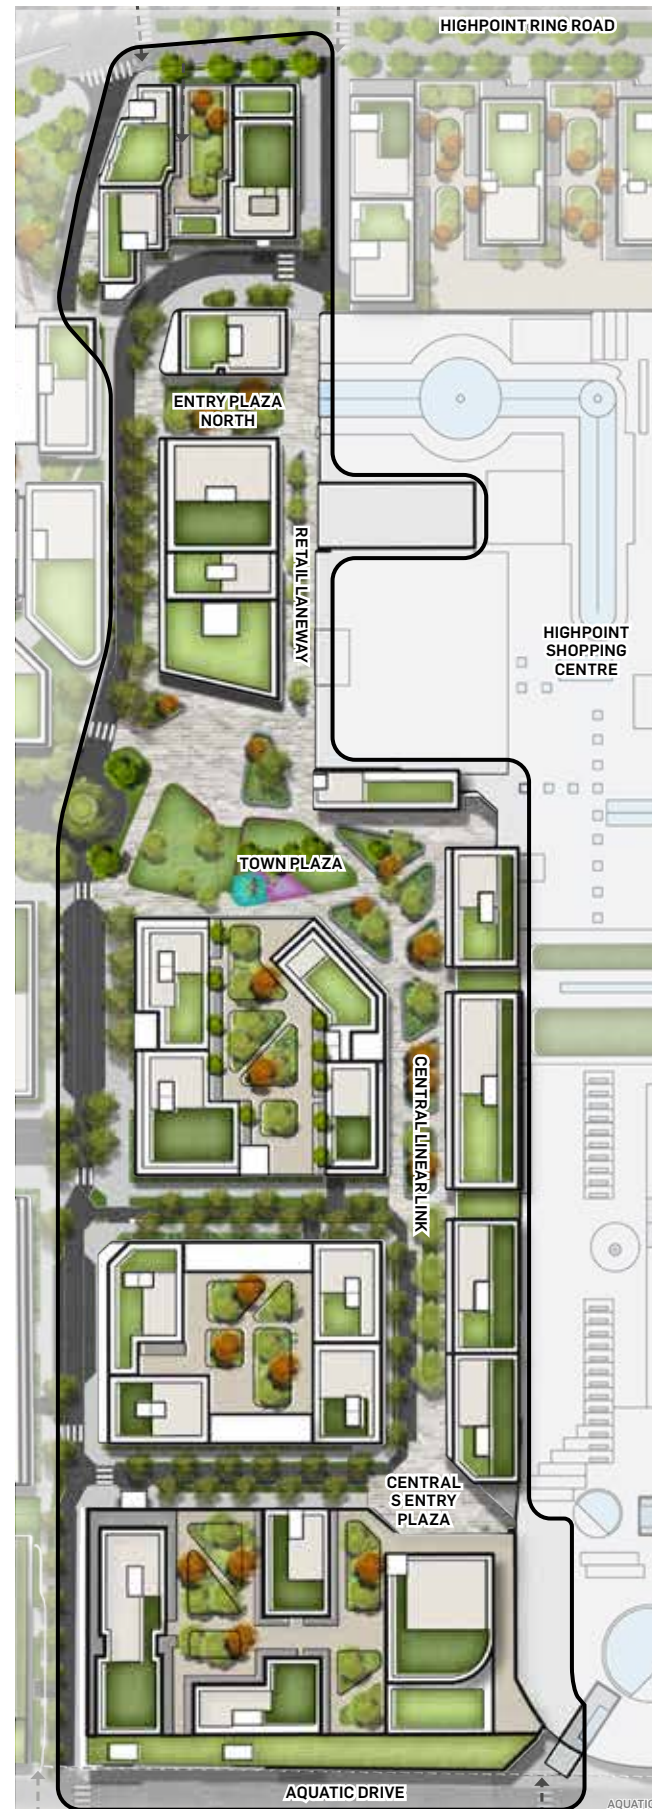 HIGHPOINT RING ROAD
ENTRY PLAZA
NORTH
RETAIL LANEWAY
HIGHPOINT
SHOPPING
CENTRE
TOWN PLAZA
CENTRAL LINEAR LINK
CENTRAL
S ENTRY
PLAZA
AQUATIC DRIVE
AQUATIC